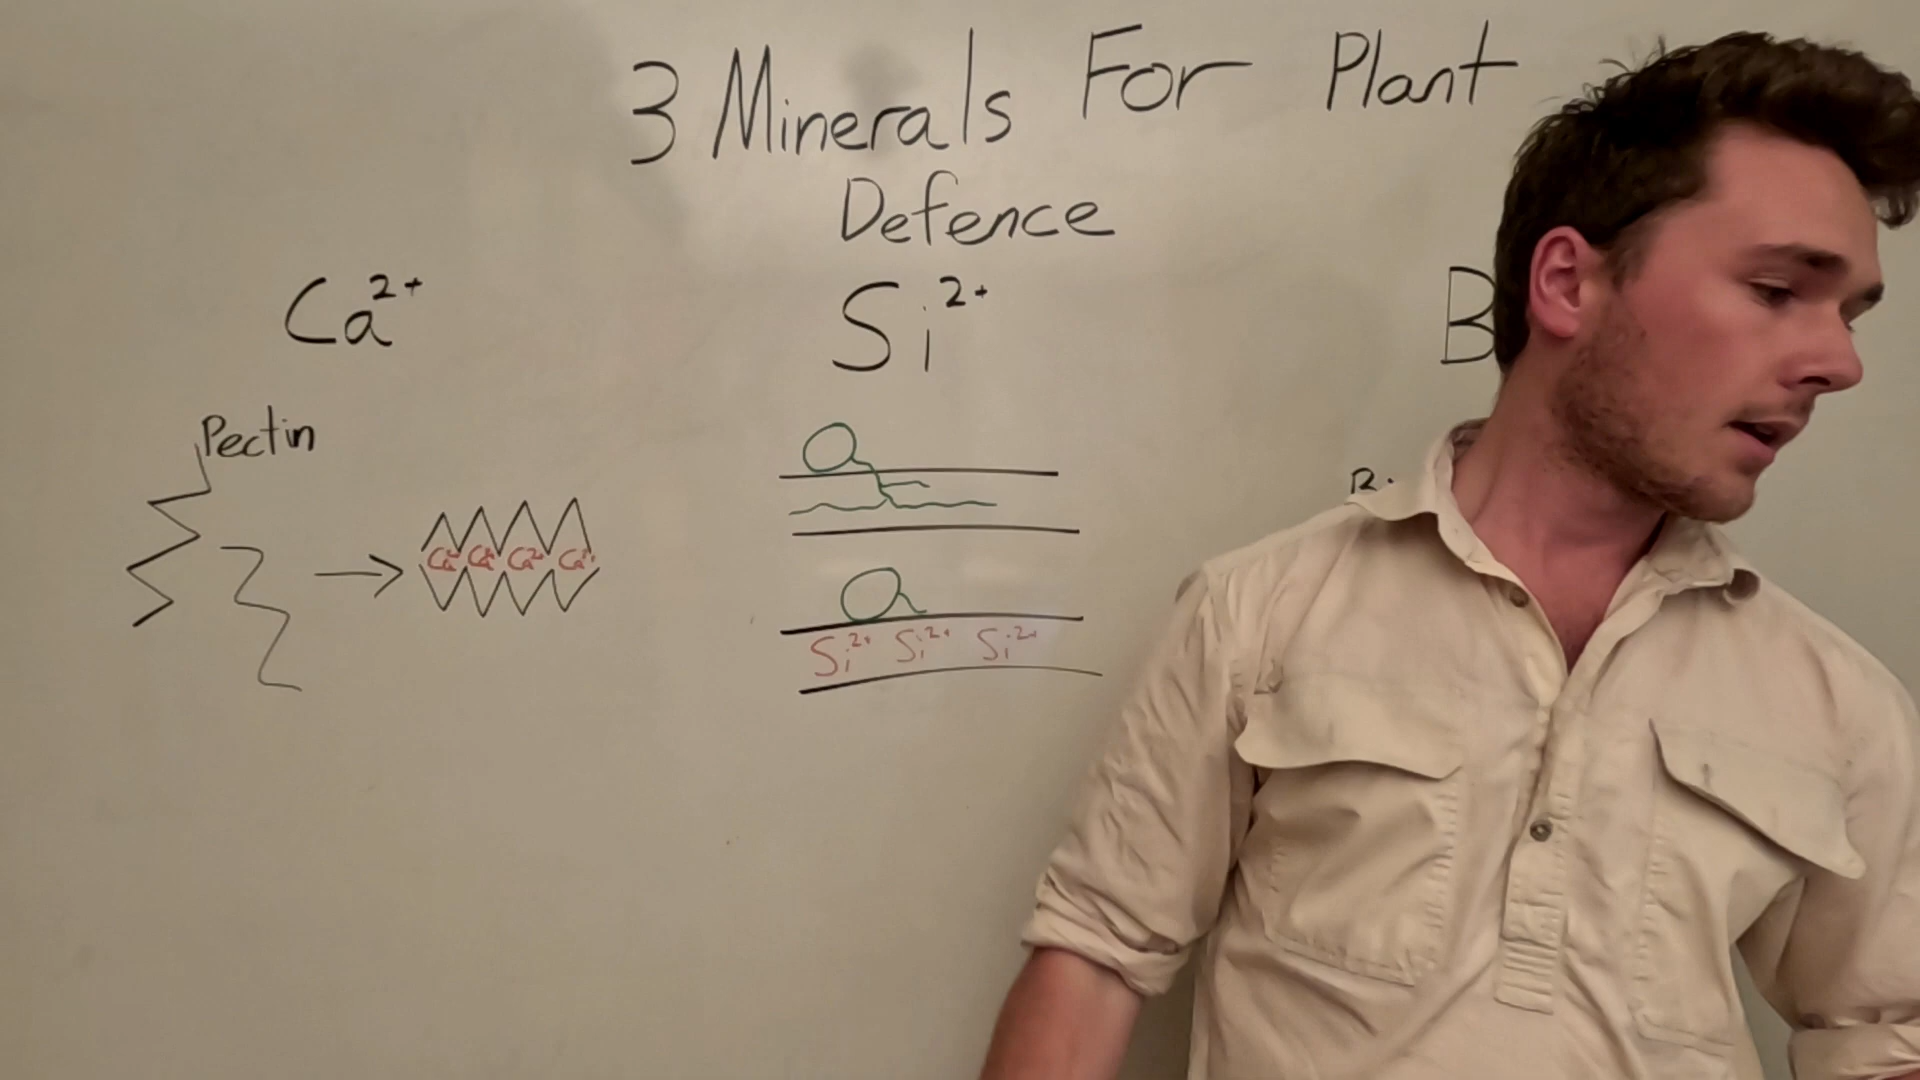 3 Minerals For Plant
Defence
Ca²⁺
Si²⁺
B
Pectin
Ca²⁺ Ca²⁺ Ca²⁺ Ca²⁺
Si²⁺ Si²⁺ Si²⁺